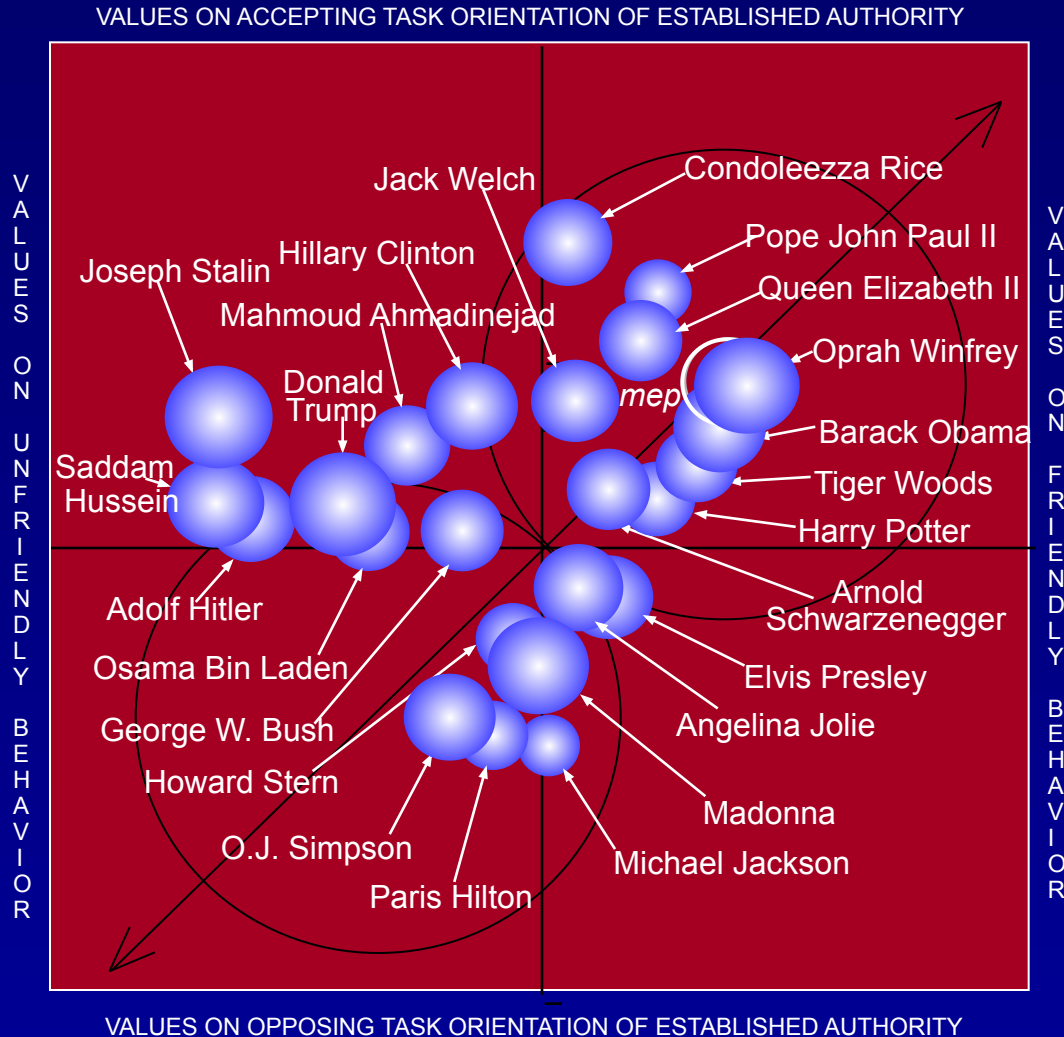 VALUES ON ACCEPTING TASK ORIENTATION OF ESTABLISHED AUTHORITY
VALUES ON UNFRIENDLY BEHAVIOR
VALUES ON FRIENDLY BEHAVIOR
Condoleezza Rice
Jack Welch
Pope John Paul II
Hillary Clinton
Joseph Stalin
Queen Elizabeth II
Mahmoud Ahmadinejad
Oprah Winfrey
Donald
Trump
mep
Barack Obama
Saddam
Hussein
Tiger Woods
Harry Potter
Adolf Hitler
Arnold
Schwarzenegger
Osama Bin Laden
Elvis Presley
George W. Bush
Angelina Jolie
Howard Stern
Madonna
O.J. Simpson
Michael Jackson
Paris Hilton
VALUES ON OPPOSING TASK ORIENTATION OF ESTABLISHED AUTHORITY